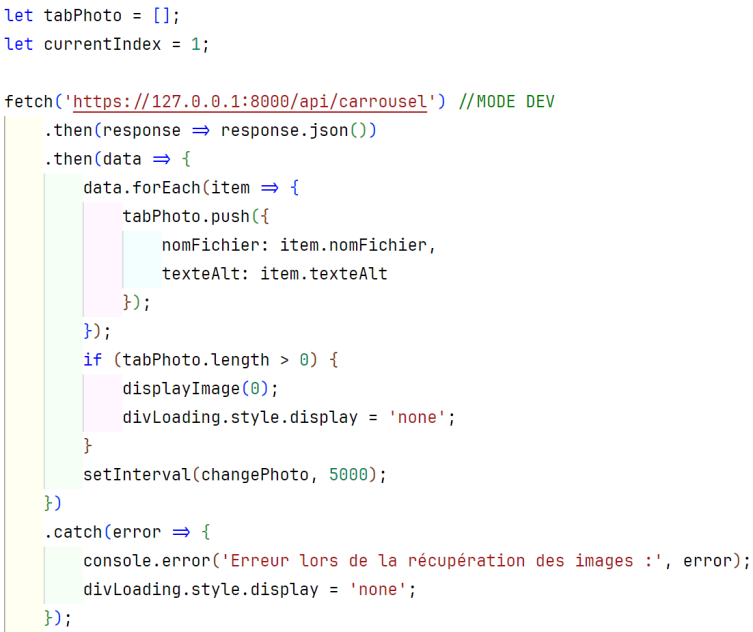 let tabPhoto = [];
let currentIndex = 1;
fetch('https://127.0.0.1:8000/api/carrousel') //MODE DEV
.then(response => response.json())
.then(data => {
data.forEach(item => {
tabPhoto.push({
nomFichier: item.nomFichier,
texteAlt: item.texteAlt
});
});
if (tabPhoto.length > 0) {
displayImage(0);
divLoading.style.display = 'none';
}
setInterval(changePhoto, 5000);
})
.catch(error => {
console.error('Erreur lors de la récupération des images :', error);
divLoading.style.display = 'none';
});